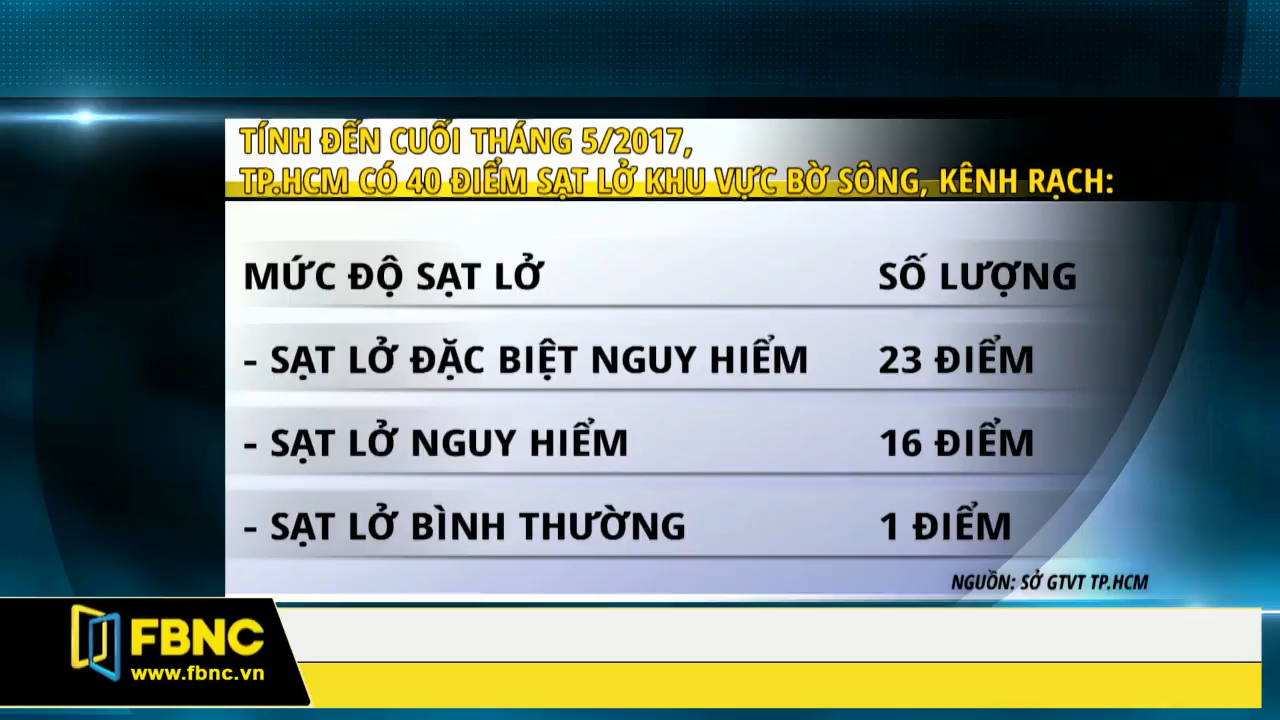 TÍNH ĐẾN CUỐI THÁNG 5/2017,
TP.HCM CÓ 40 ĐIỂM SẠT LỞ KHU VỰC BỜ SÔNG, KÊNH RẠCH:
MỨC ĐỘ SẠT LỞ SỐ LƯỢNG
- SẠT LỞ ĐẶC BIỆT NGUY HIỂM 23 ĐIỂM
- SẠT LỞ NGUY HIỂM 16 ĐIỂM
- SẠT LỞ BÌNH THƯỜNG 1 ĐIỂM
NGUỒN: SỞ GTVT TP.HCM
FBNC
www.fbnc.vn